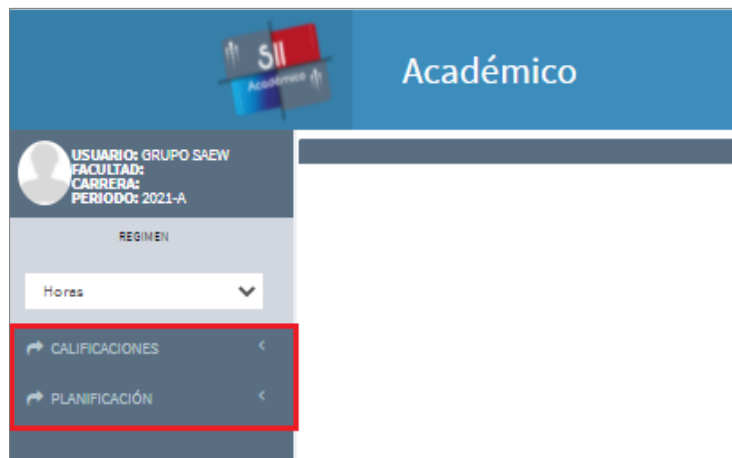 SII
Académico
Académico
USUARIO: GRUPO SAEW
FACULTAD:
CARRERA:
PERIODO: 2021-A
REGIMEN
Horas
CALIFICACIONES
PLANIFICACIÓN